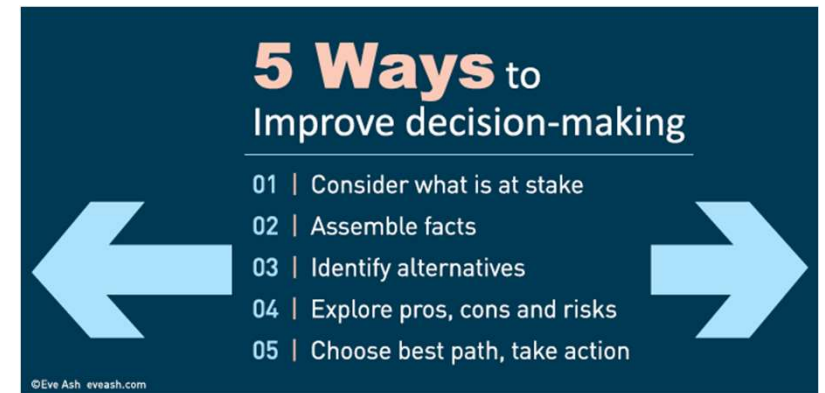 5 Ways to
Improve decision-making
01 | Consider what is at stake
02 | Assemble facts
03 | Identify alternatives
04 | Explore pros, cons and risks
05 | Choose best path, take action
©Eve Ash eveash.com